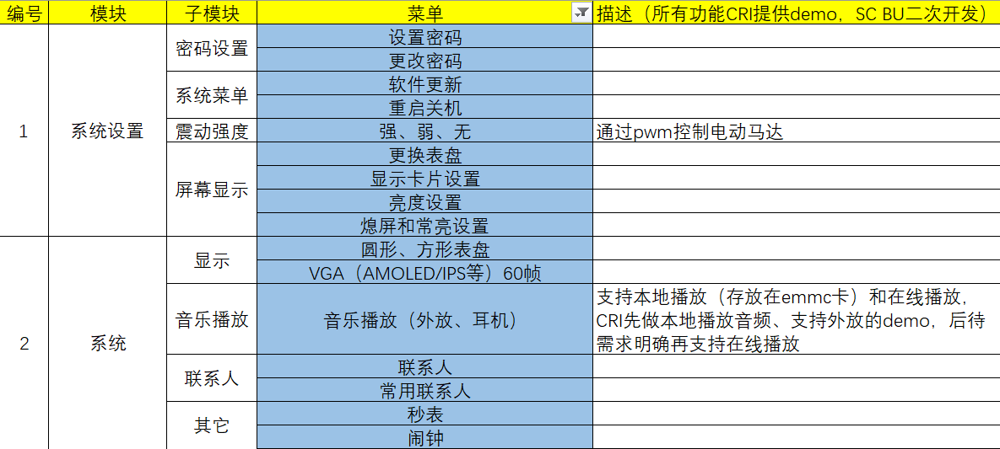 编号 模块 子模块 菜单 描述（所有功能CRI提供demo，SC BU二次开发）
1 系统设置 密码设置 设置密码
更改密码
系统菜单 软件更新
重启关机
震动强度 强、弱、无 通过pwm控制电动马达
屏幕显示 更换表盘
显示卡片设置
亮度设置
熄屏和常亮设置
2 系统 显示 圆形、方形表盘
VGA（AMOLED/IPS等）60帧
音乐播放 音乐播放（外放、耳机） 支持本地播放（存放在emmc卡）和在线播放，
CRI先做本地播放音频、支持外放的demo，后待
需求明确再支持在线播放
联系人 联系人
常用联系人
其它 秒表
闹钟